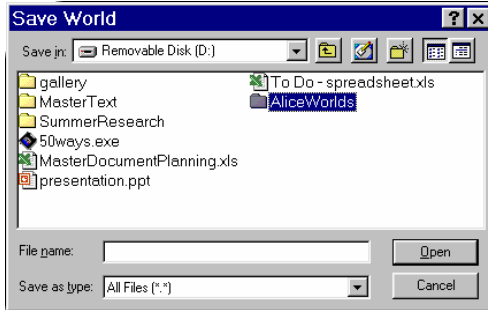 Save World
Save in: Removable Disk (D:)
gallery
MasterText
SummerResearch
50ways.exe
MasterDocumentPlanning.xls
presentation.ppt
To Do - spreadsheet.xls
AliceWorlds
File name:
Open
Save as type: All Files (*.*)
Cancel